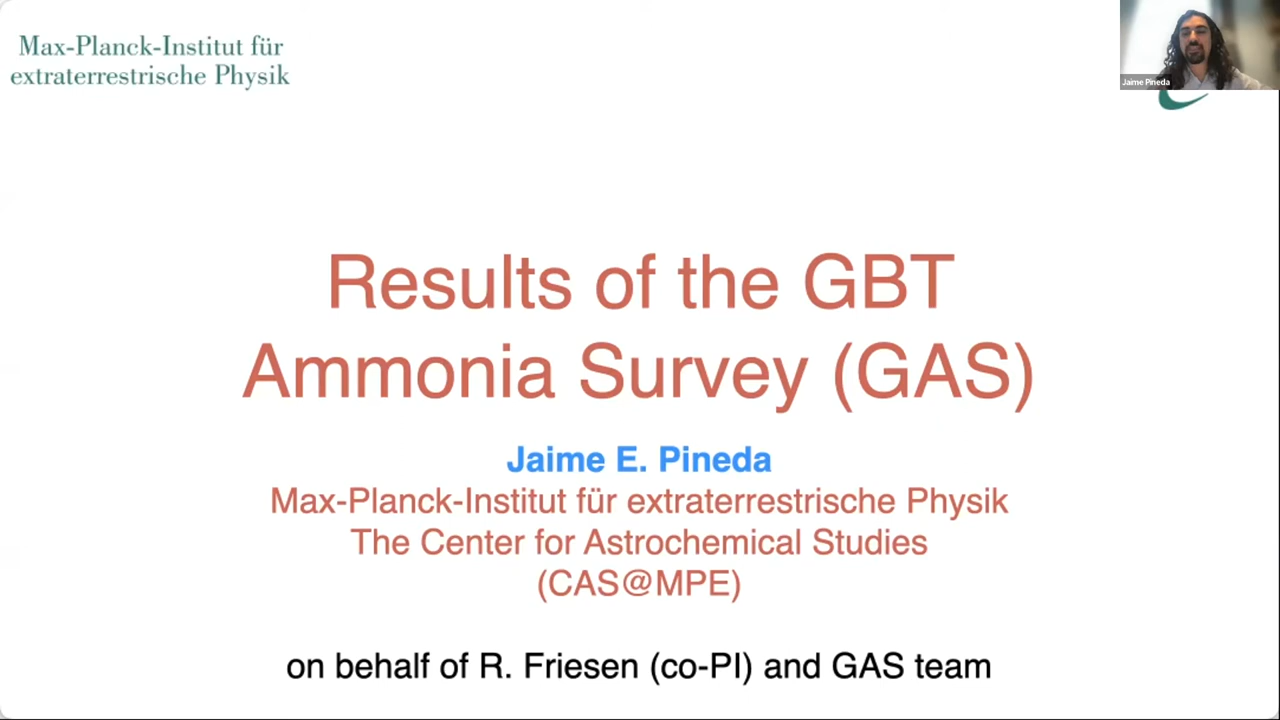 Max-Planck-Institut für
extraterrestrische Physik
Jaime Pineda
Results of the GBT
Ammonia Survey (GAS)
Jaime E. Pineda
Max-Planck-Institut für extraterrestrische Physik
The Center for Astrochemical Studies
(CAS@MPE)
on behalf of R. Friesen (co-PI) and GAS team